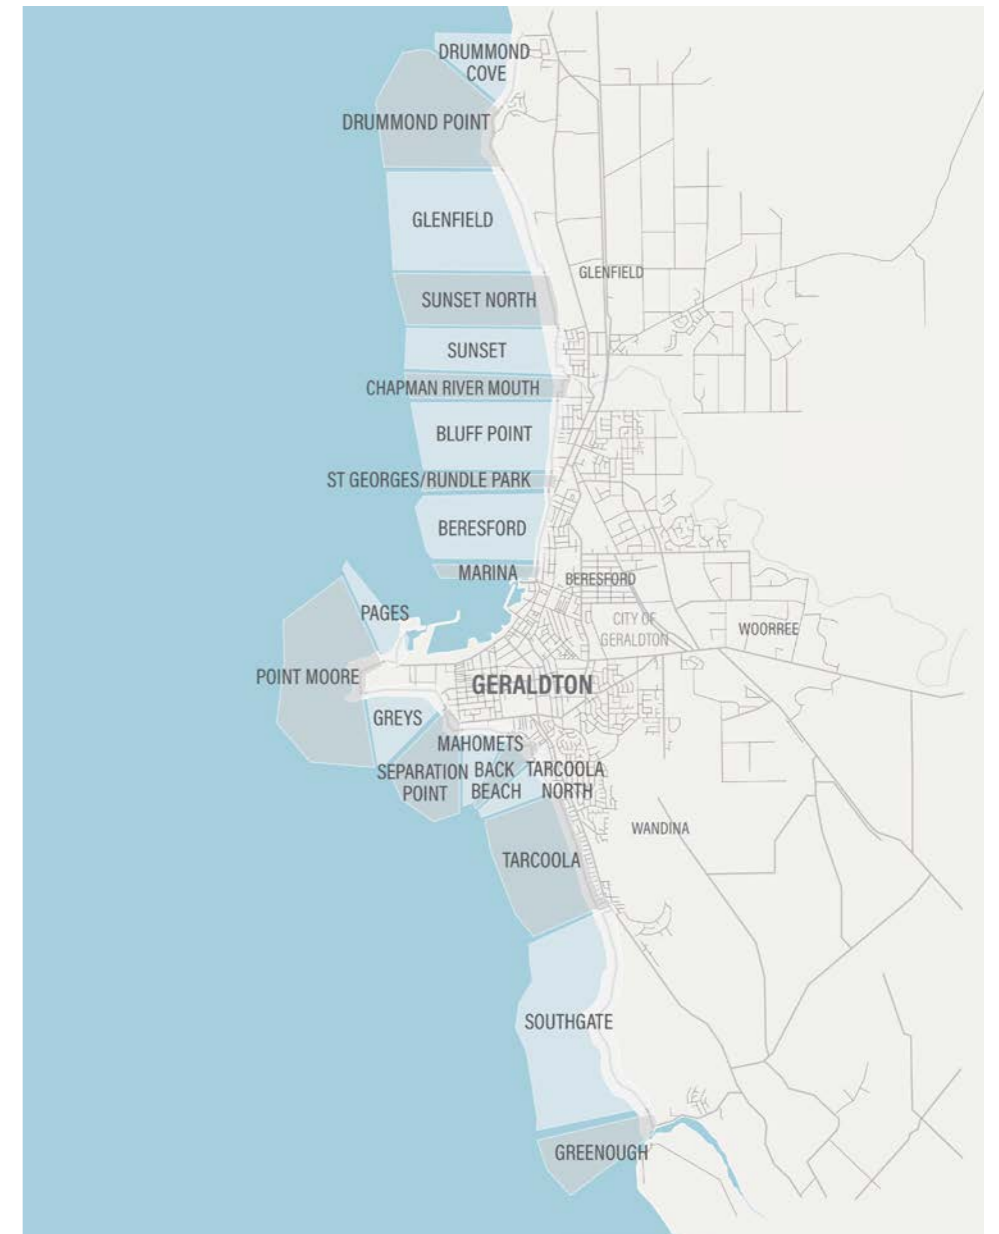 DRUMMOND
COVE
DRUMMOND POINT
GLENFIELD
GLENFIELD
SUNSET NORTH
SUNSET
CHAPMAN RIVER MOUTH
BLUFF POINT
ST GEORGES/RUNDLE PARK
BERESFORD
MARINA
BERESFORD
PAGES
CITY OF
GERALDTON
WOORREE
POINT MOORE
GERALDTON
GREYS
MAHOMETS
SEPARATION
POINT
BACK
BEACH
TARCOOLA
NORTH
WANDINA
TARCOOLA
SOUTHGATE
GREENOUGH